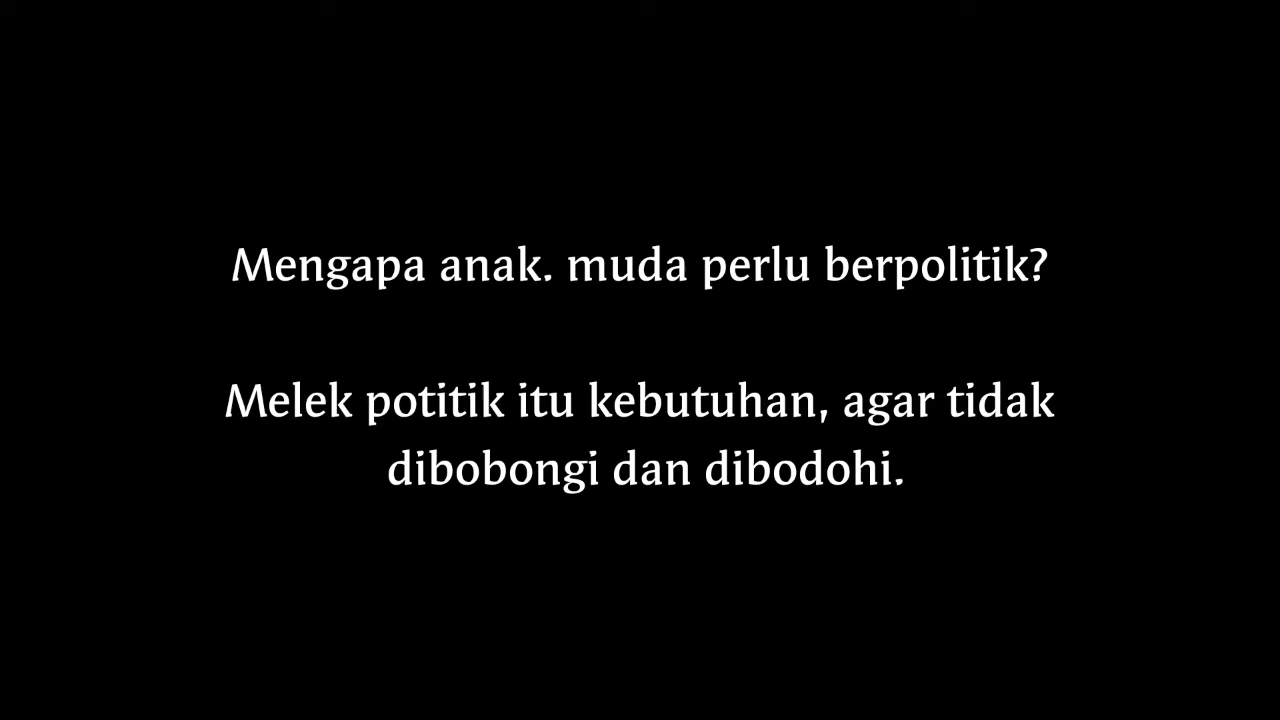 Mengapa anak. muda perlu berpolitik?
Melek potitik itu kebutuhan, agar tidak
dibobongi dan dibodohi.